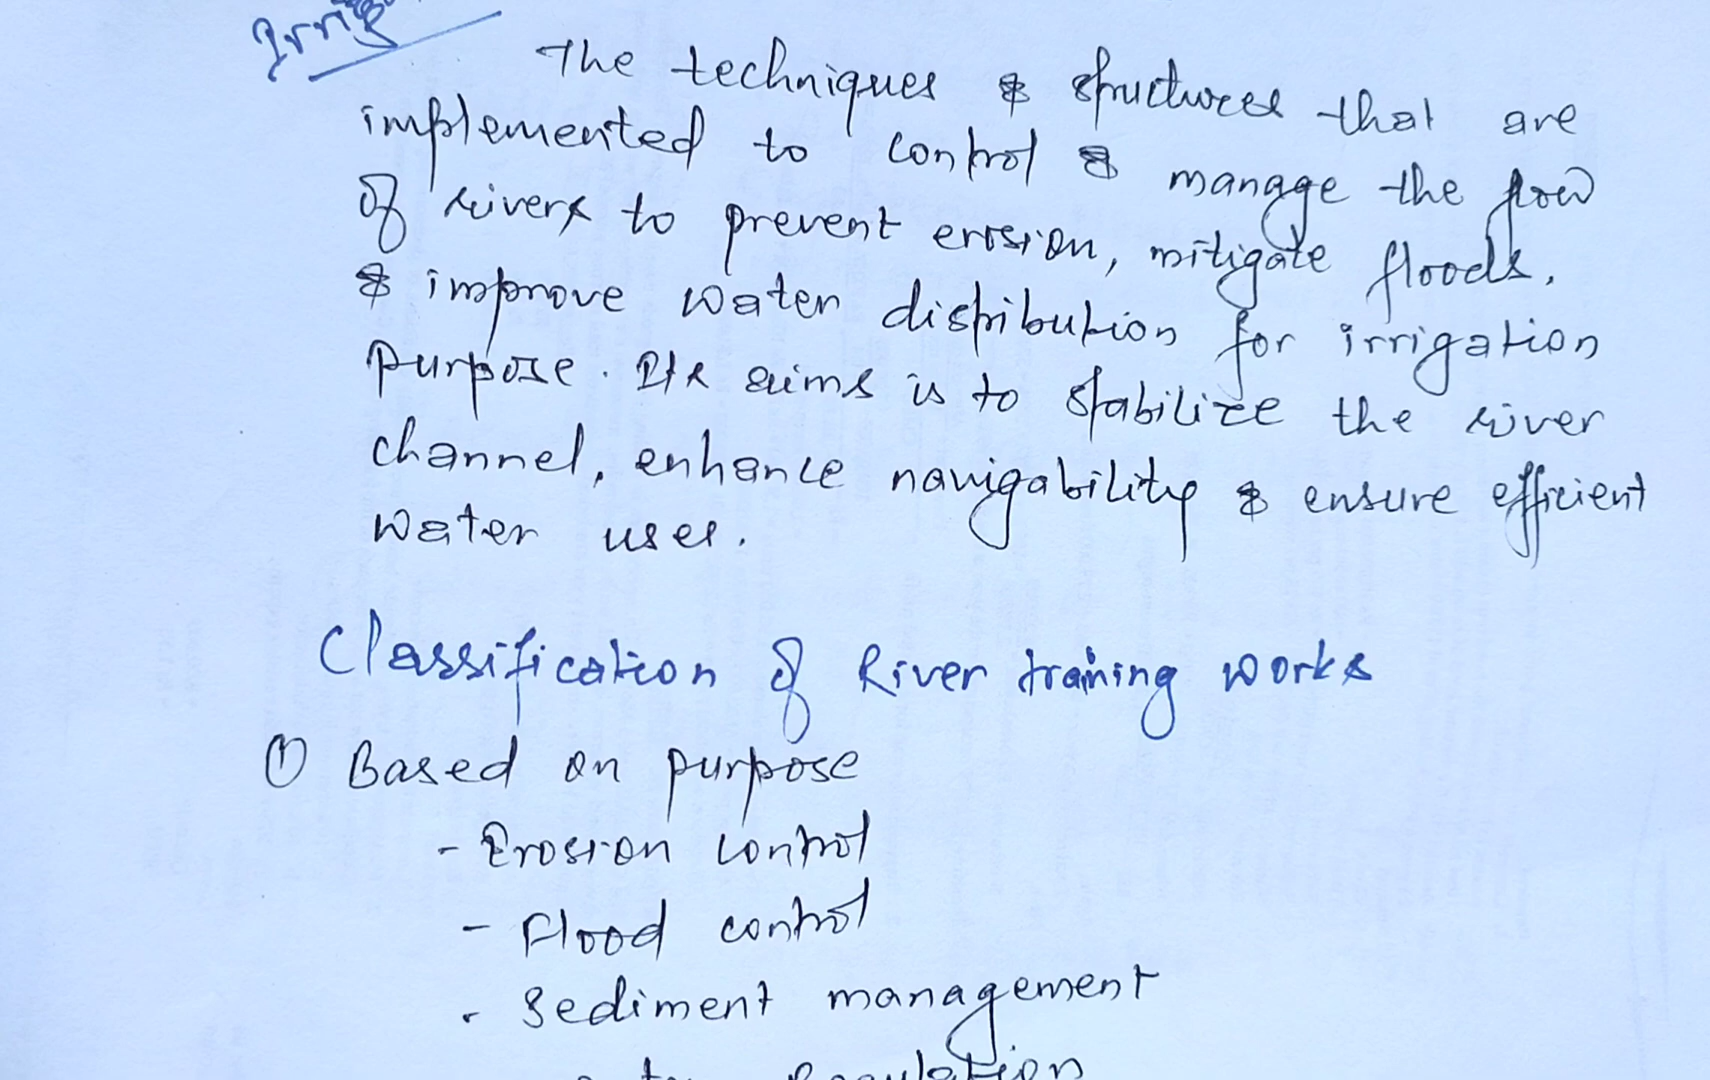 The techniques & structures that are
implemented to control & manage the flow
of rivers to prevent erosion, mitigate floods,
& improve water distribution for irrigation
purpose. Its aims is to stabilize the river
channel, enhance navigability & ensure efficient
water uses.
Classification of River training works
① Based on purpose
- Erosion control
- Flood control
- Sediment management
Regulation